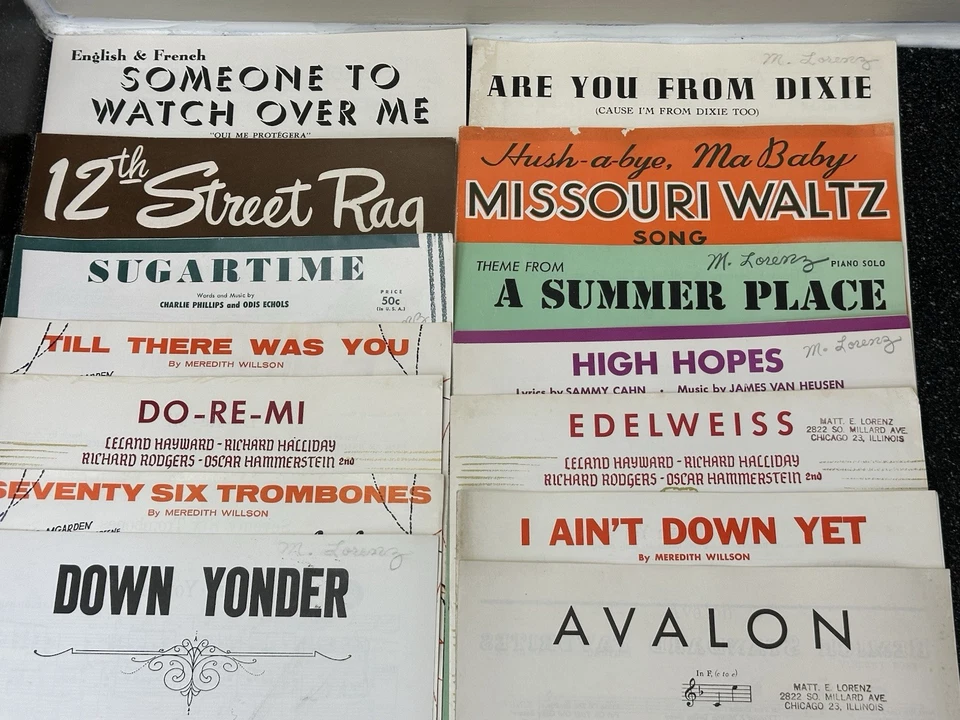 English & French
SOMEONE TO
WATCH OVER ME
"OUI ME PROTÉGERA"
12th Street Rag
SUGARTIME
Words and Music by
CHARLIE PHILLIPS and ODIS ECHOLS
PRICE
50c
(In U.S.A.)
TILL THERE WAS YOU
By MEREDITH WILLSON
DO-RE-MI
LELAND HAYWARD - RICHARD HALLIDAY
RICHARD RODGERS - OSCAR HAMMERSTEIN 2nd
SEVENTY SIX TROMBONES
By MEREDITH WILLSON
M. Lorenz
DOWN YONDER
M. Lorenz
ARE YOU FROM DIXIE
(CAUSE I'M FROM DIXIE TOO)
Hush-a-bye, Ma Baby
MISSOURI WALTZ
SONG
THEME FROM
M. Lorenz
PIANO SOLO
A SUMMER PLACE
HIGH HOPES
M. Lorenz
Lyrics by SAMMY CAHN • Music by JAMES VAN HEUSEN
EDELWEISS
MATT. E. LORENZ
2822 SO. MILLARD AVE.
CHICAGO 23, ILLINOIS
LELAND HAYWARD - RICHARD HALLIDAY
RICHARD RODGERS - OSCAR HAMMERSTEIN 2nd
I AIN'T DOWN YET
By MEREDITH WILLSON
AVALON
In F, (c to e)
MATT. E. LORENZ
2822 SO. MILLARD AVE.
CHICAGO 23, ILLINOIS